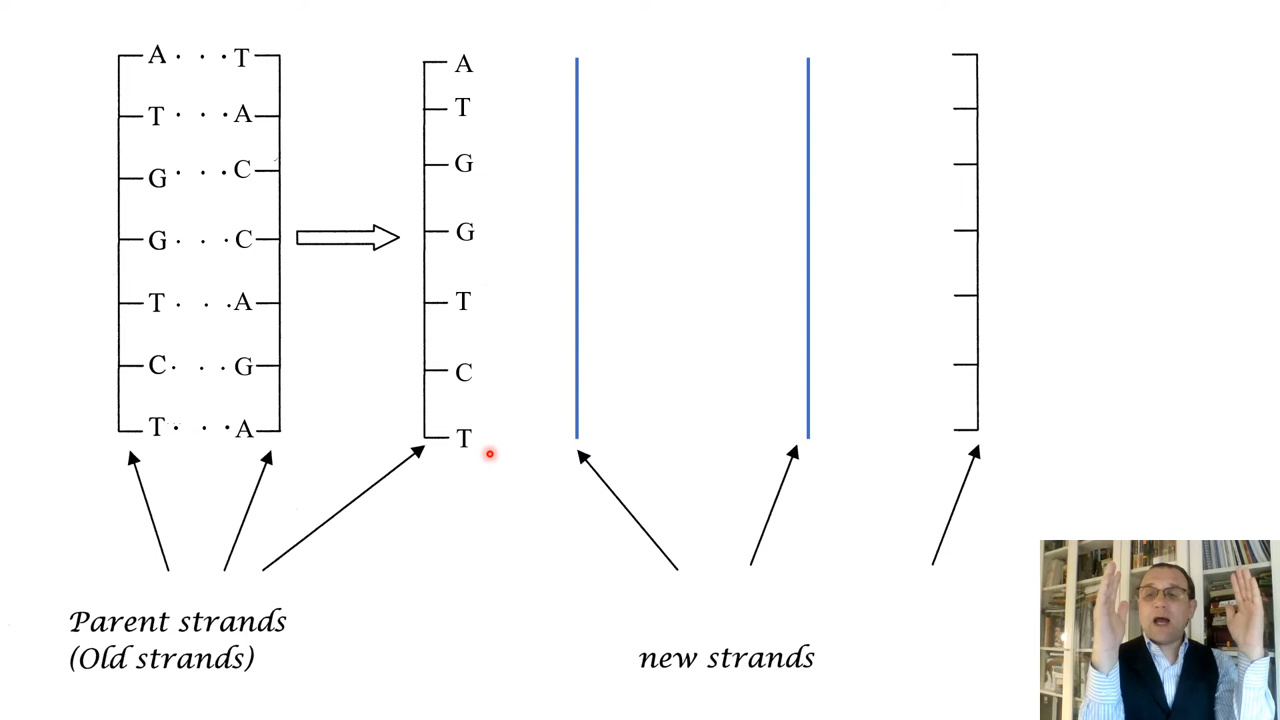 A · · · T
T · · · A
G · · · C
G · · · C
T · · · A
C · · · G
T · · · A
A
T
G
G
T
C
T
Parent strands
(Old strands)
new strands